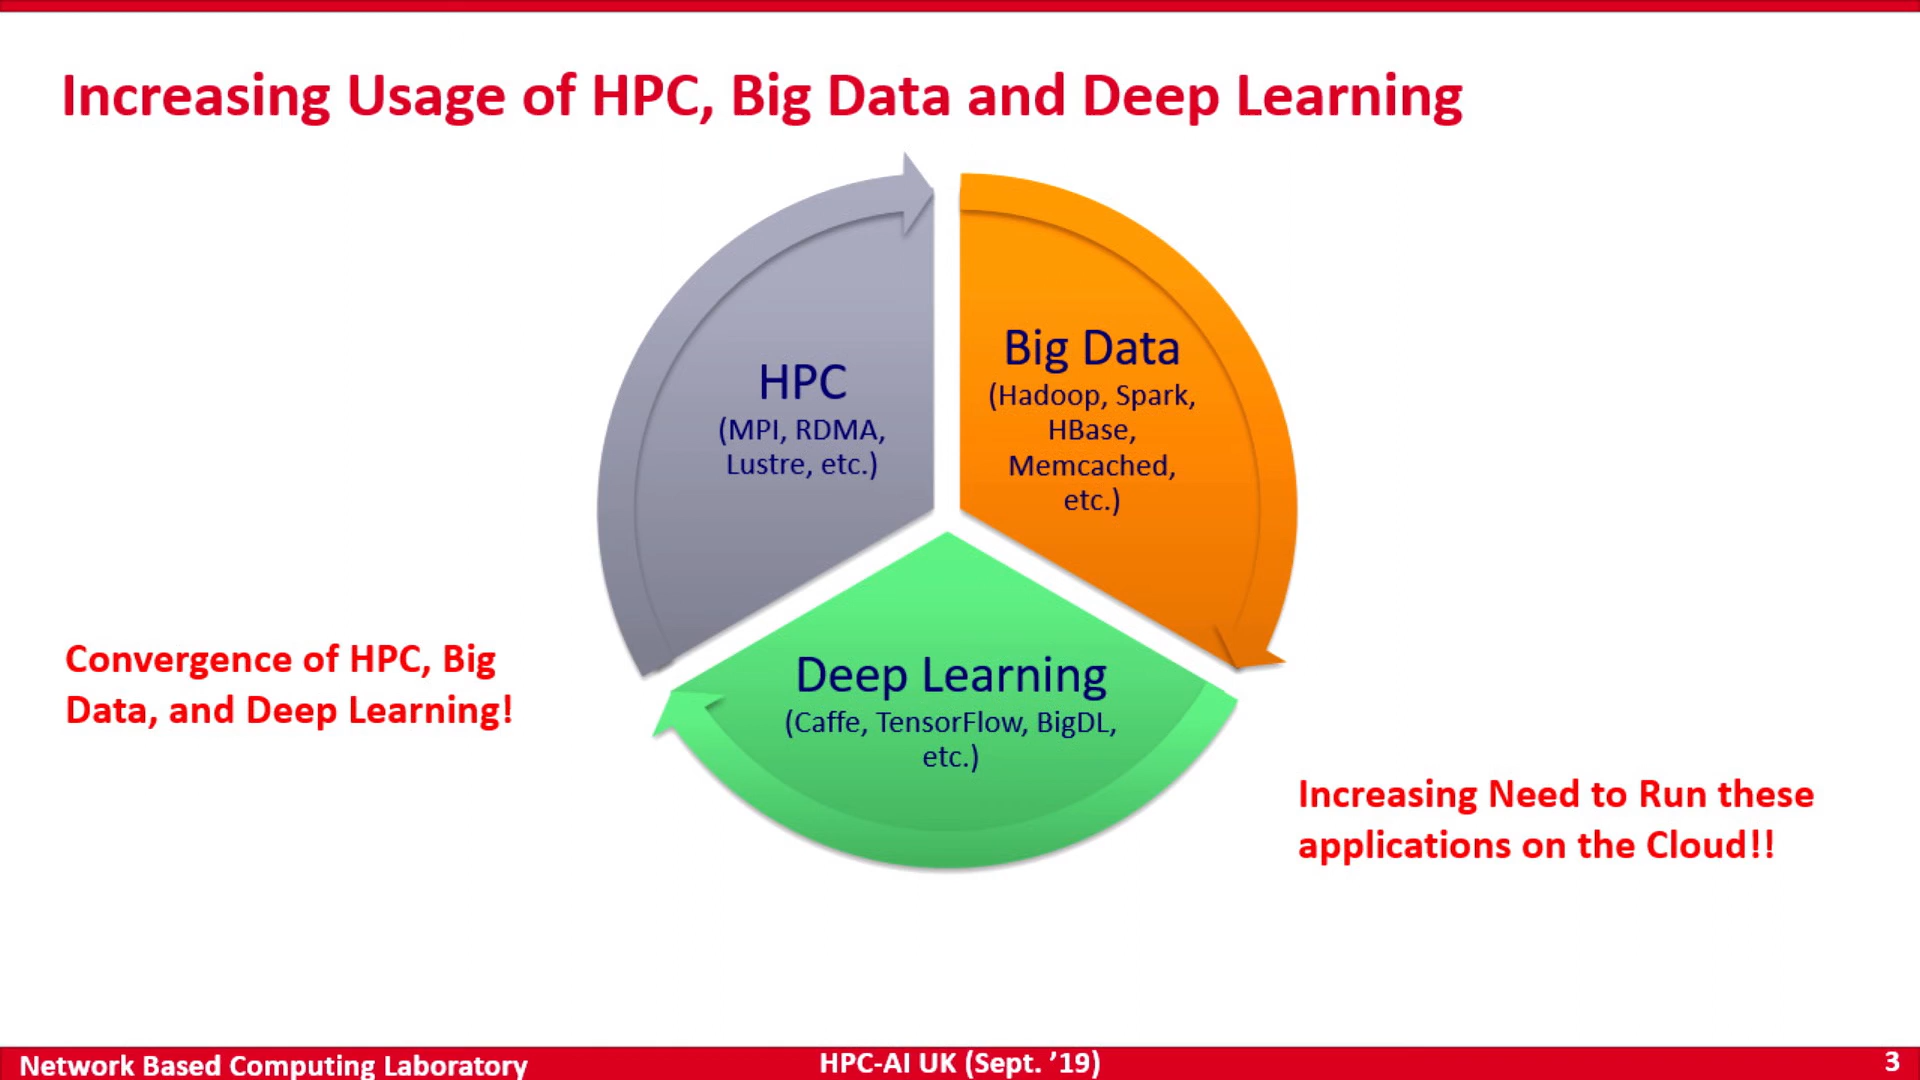 Increasing Usage of HPC, Big Data and Deep Learning
HPC
(MPI, RDMA,
Lustre, etc.)
Big Data
(Hadoop, Spark,
HBase,
Memcached,
etc.)
Deep Learning
(Caffe, TensorFlow, BigDL,
etc.)
Convergence of HPC, Big
Data, and Deep Learning!
Increasing Need to Run these
applications on the Cloud!!
Network Based Computing Laboratory
HPC-AI UK (Sept. ’19)
3